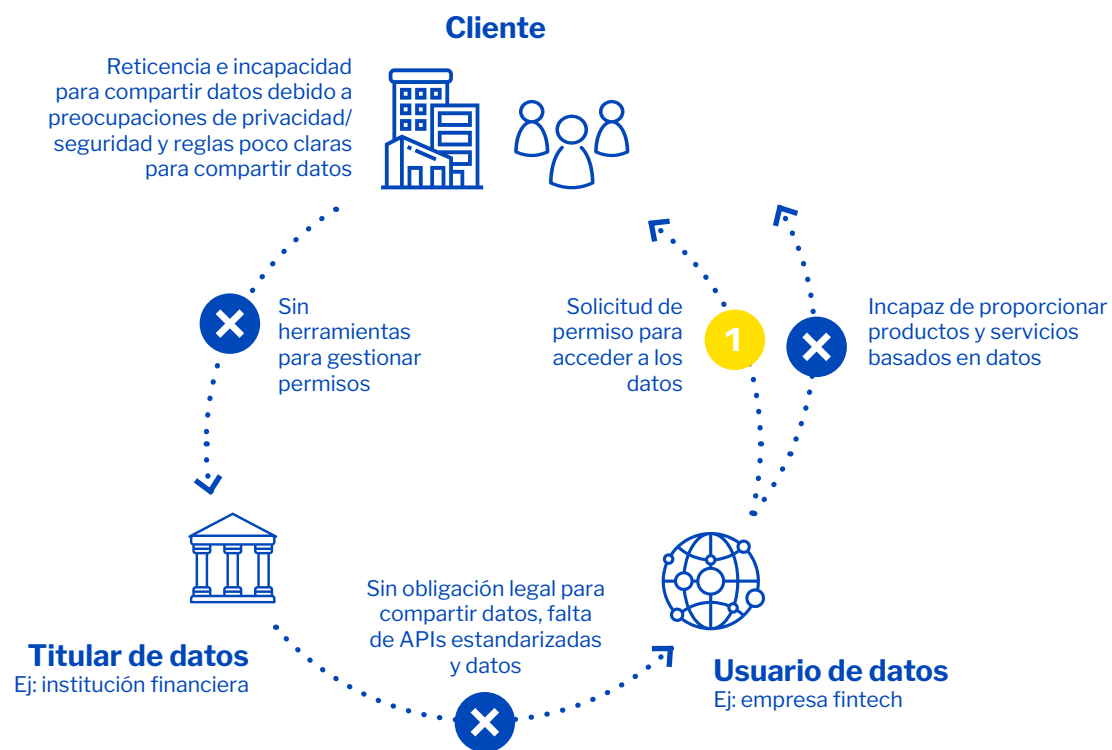 Cliente
Reticencia e incapacidad
para compartir datos debido a
preocupaciones de privacidad/
seguridad y reglas poco claras
para compartir datos
Sin
herramientas
para gestionar
permisos
Solicitud de
permiso para
acceder a los
datos
1
Incapaz de proporcionar
productos y servicios
basados en datos
Sin obligación legal para
compartir datos, falta
de APIs estandarizadas
y datos
Titular de datos
Ej: institución financiera
Usuario de datos
Ej: empresa fintech